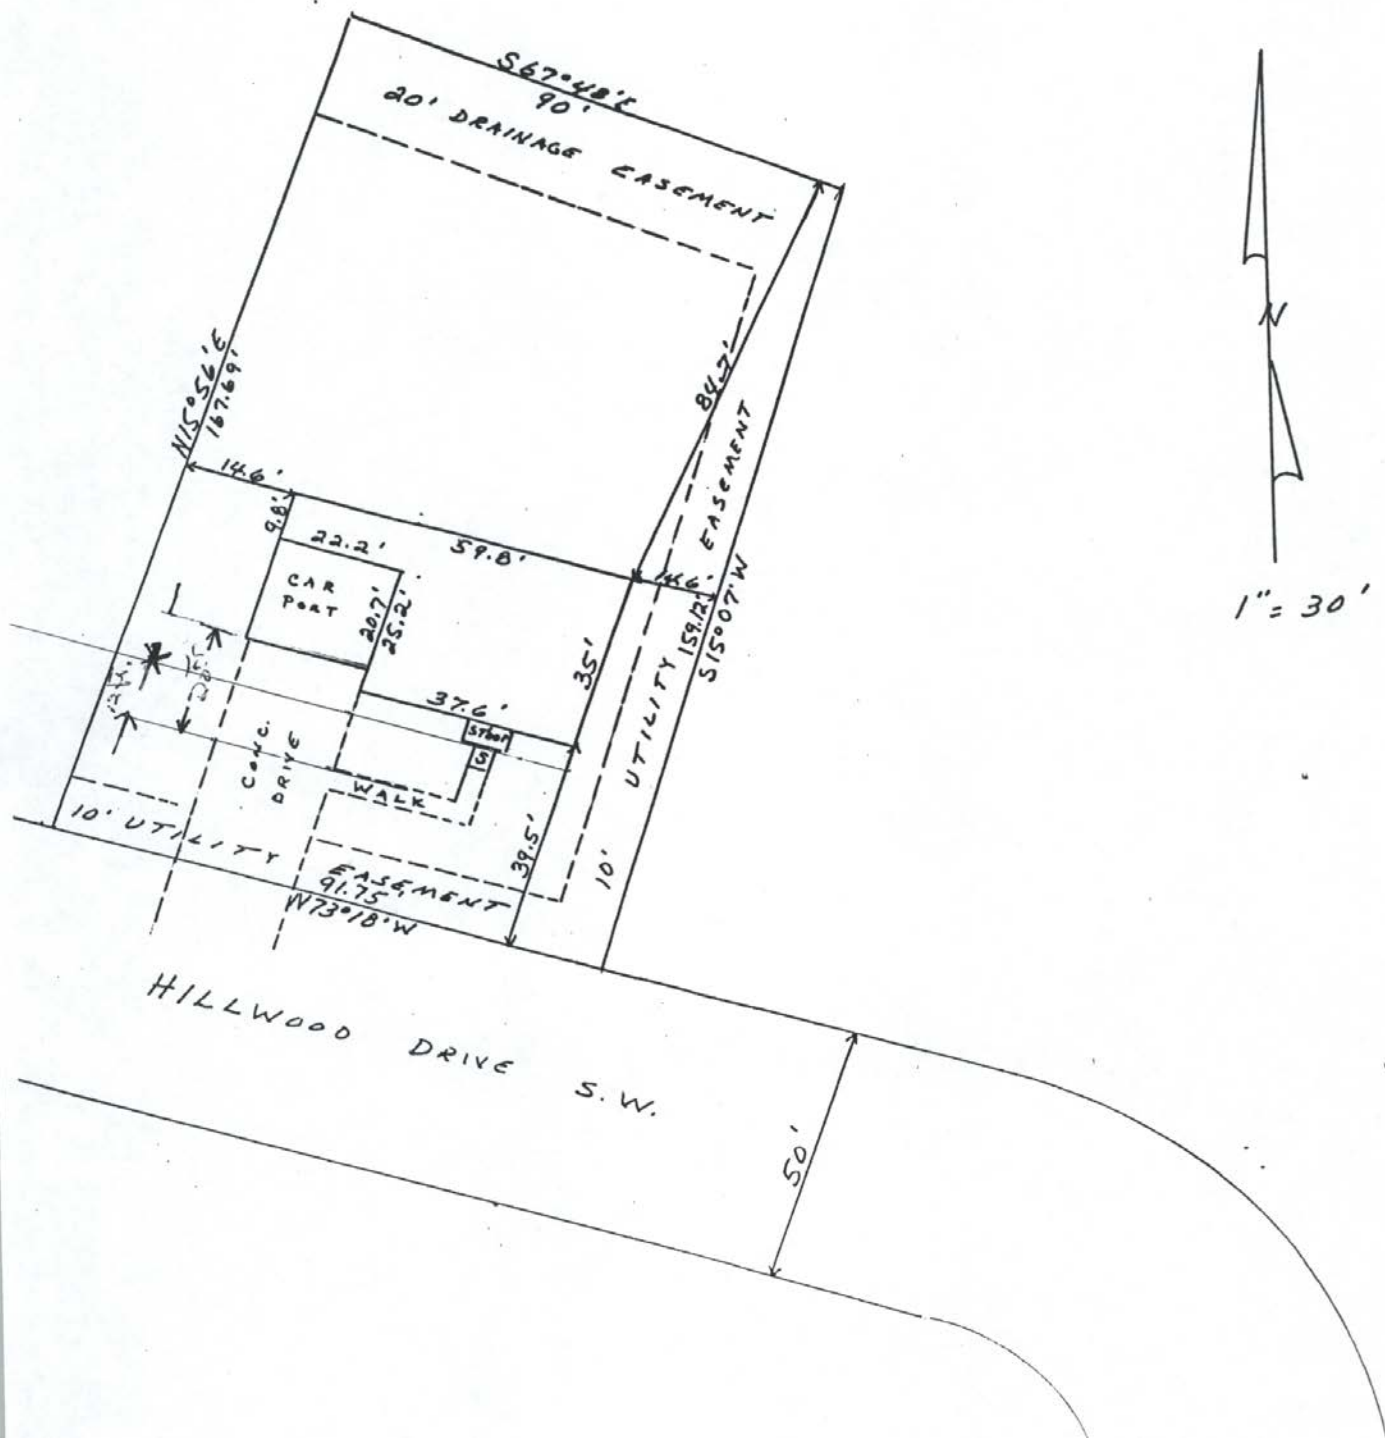 S67°48'E
90'
20' DRAINAGE EASEMENT
N
1" = 30'
N15°56'E
167.69'
84.7'
14.6'
9.8'
22.2'
59.8'
CAR
PORT
20.7'
25.2'
14.6'
35'
159.12'
S15°07'W
10' UTILITY EASEMENT
37.6'
STOOP
CONC.
DRIVE
WALK
39.5'
10' UTILITY EASEMENT
91.75'
N73°18'W
HILLWOOD DRIVE S.W.
50'